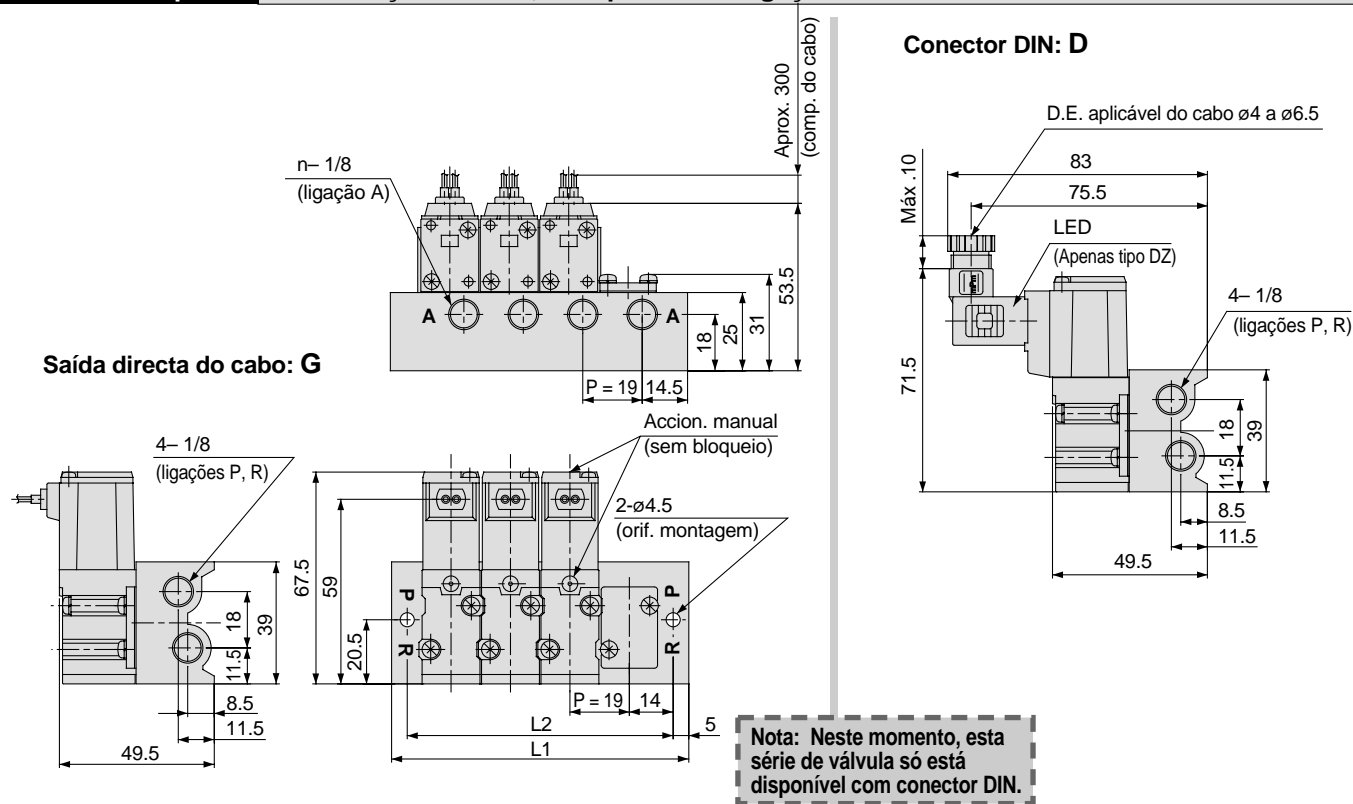 Conector DIN: D
Aprox. 300
(comp. do cabo)
n– 1/8
(ligação A)
A
A
18
25
31
53.5
P = 19
14.5
D.E. aplicável do cabo ø4 a ø6.5
83
75.5
Máx .10
LED
(Apenas tipo DZ)
4– 1/8
(ligações P, R)
71.5
18
39
11.5
8.5
11.5
49.5
Saída directa do cabo: G
4– 1/8
(ligações P, R)
18
39
11.5
8.5
11.5
49.5
Accion. manual
(sem bloqueio)
2-ø4.5
(orif. montagem)
67.5
59
20.5
P
R
P
R
P = 19
14
L2
5
L1
Nota: Neste momento, esta
série de válvula só está
disponível com conector DIN.